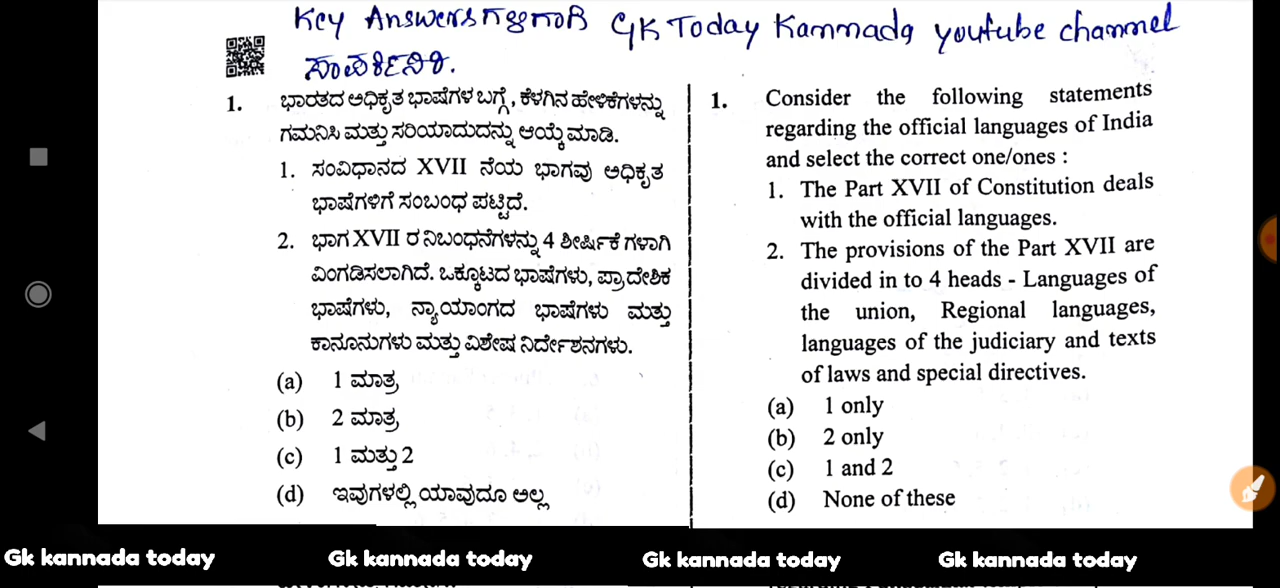 Key Answersಗಳಿಗಾಗಿ GK Today Kannada youtube channel
1. ಭಾರತದ ಅಧಿಕೃತ ಭಾಷೆಗಳ ಬಗ್ಗೆ, ಕೆಳಗಿನ ಹೇಳಿಕೆಗಳನ್ನು
ಗಮನಿಸಿ ಮತ್ತು ಸರಿಯಾದುದನ್ನು ಆಯ್ಕೆ ಮಾಡಿ.
1. ಸಂವಿಧಾನದ XVII ನೆಯ ಭಾಗವು ಅಧಿಕೃತ
ಭಾಷೆಗಳಿಗೆ ಸಂಬಂಧ ಪಟ್ಟಿದೆ.
2. ಭಾಗ XVII ರ ನಿಬಂಧನೆಗಳನ್ನು 4 ಶೀರ್ಷಿಕೆ ಗಳಾಗಿ
ವಿಂಗಡಿಸಲಾಗಿದೆ. ಒಕ್ಕೂಟದ ಭಾಷೆಗಳು, ಪ್ರಾದೇಶಿಕ
ಭಾಷೆಗಳು, ನ್ಯಾಯಾಂಗದ ಭಾಷೆಗಳು ಮತ್ತು
ಕಾನೂನುಗಳು ಮತ್ತು ವಿಶೇಷ ನಿರ್ದೇಶನಗಳು.
(a) 1 ಮಾತ್ರ
(b) 2 ಮಾತ್ರ
(c) 1 ಮತ್ತು 2
(d) ಇವುಗಳಲ್ಲಿ ಯಾವುದೂ ಅಲ್ಲ
1. Consider the following statements
regarding the official languages of India
and select the correct one/ones :
1. The Part XVII of Constitution deals
with the official languages.
2. The provisions of the Part XVII are
divided in to 4 heads - Languages of
the union, Regional languages,
languages of the judiciary and texts
of laws and special directives.
(a) 1 only
(b) 2 only
(c) 1 and 2
(d) None of these
Gk kannada today Gk kannada today Gk kannada today Gk kannada today